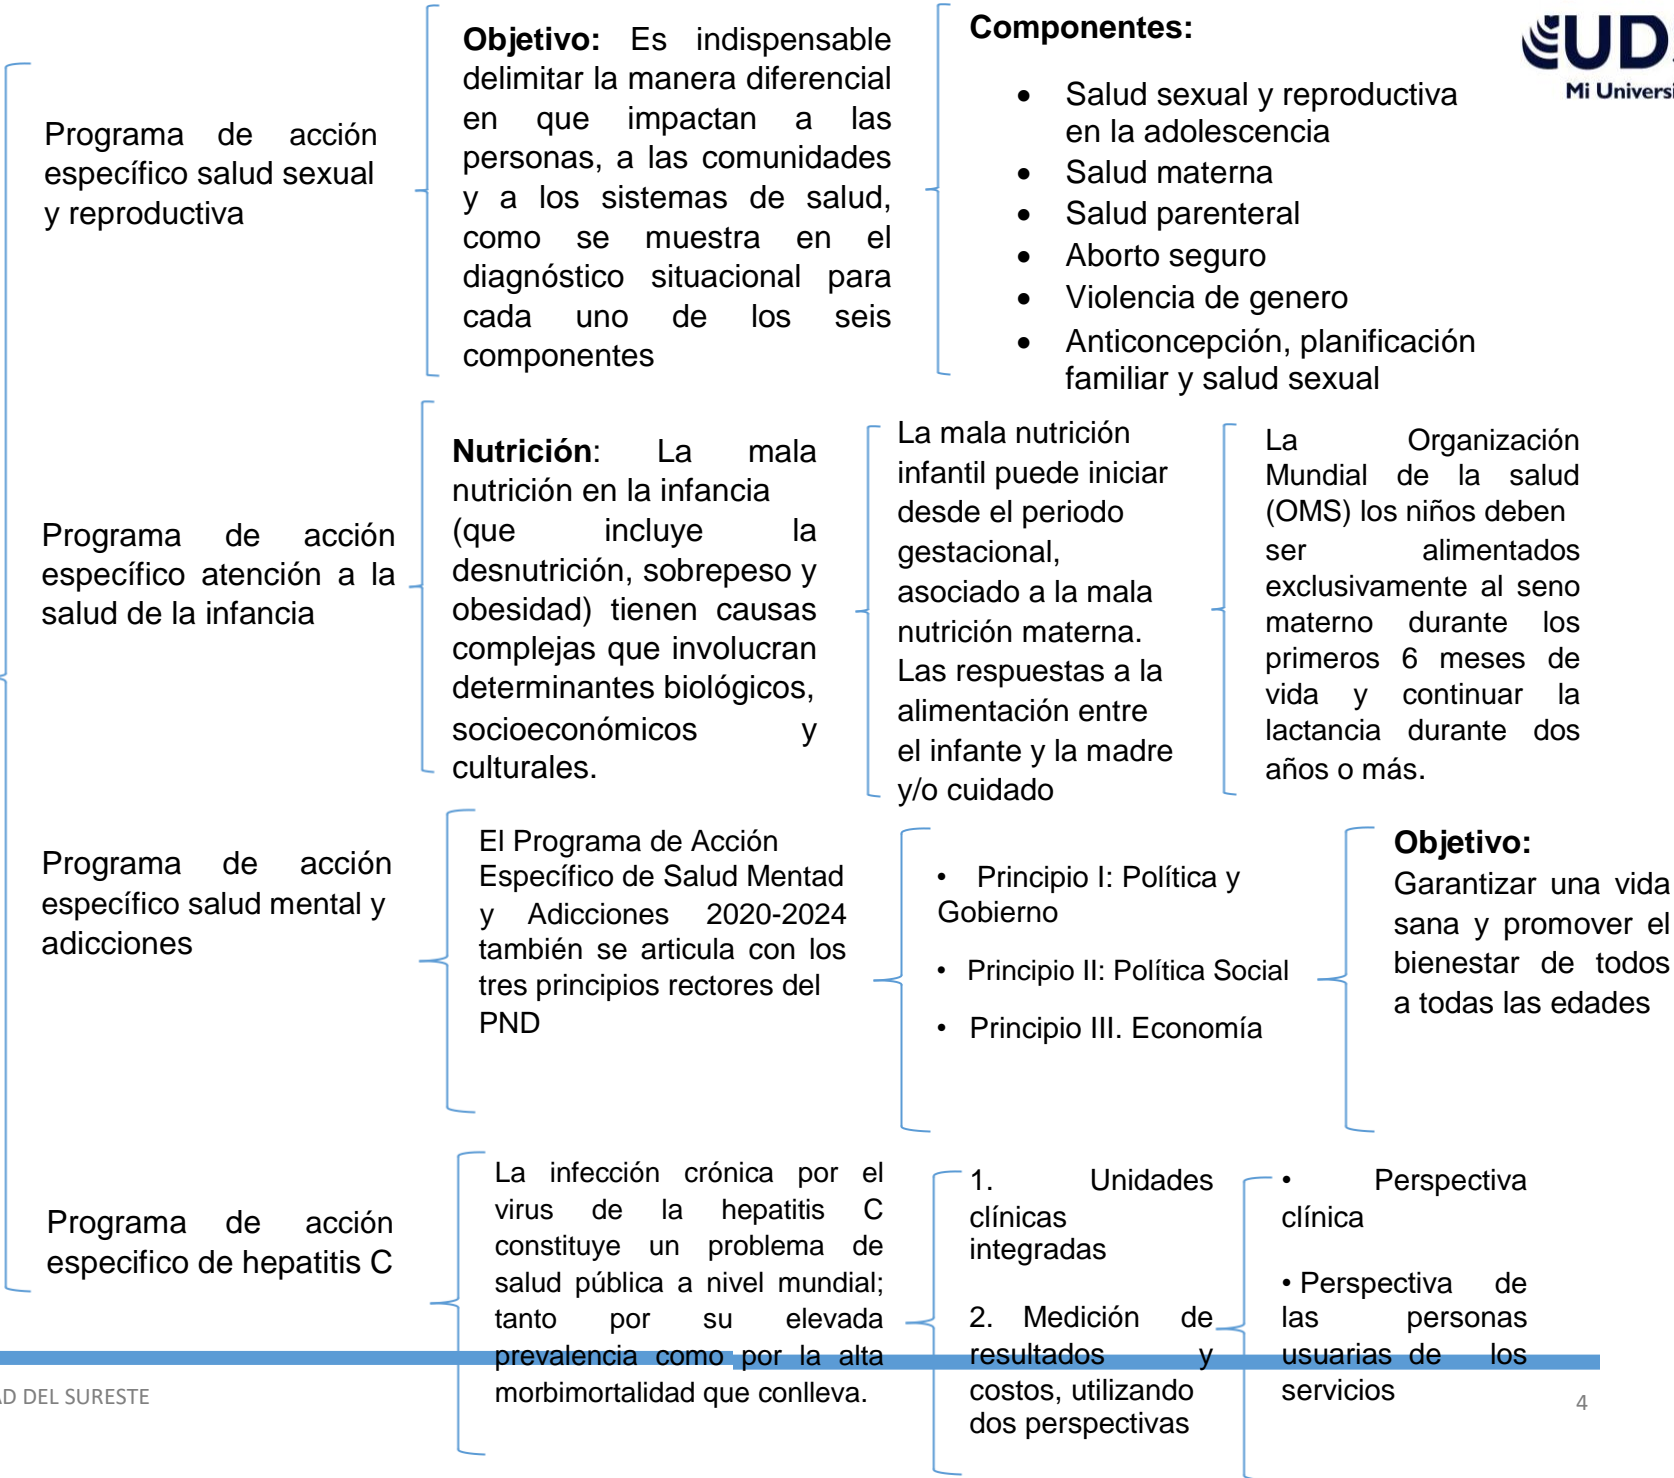 UD
Mi Universi
Programa de acción
específico salud sexual
y reproductiva
Objetivo: Es indispensable
delimitar la manera diferencial
en que impactan a las
personas, a las comunidades
y a los sistemas de salud,
como se muestra en el
diagnóstico situacional para
cada uno de los seis
componentes
Componentes:
• Salud sexual y reproductiva
en la adolescencia
• Salud materna
• Salud parenteral
• Aborto seguro
• Violencia de genero
• Anticoncepción, planificación
familiar y salud sexual
Programa de acción
específico atención a la
salud de la infancia
Nutrición: La mala
nutrición en la infancia
(que incluye la
desnutrición, sobrepeso y
obesidad) tienen causas
complejas que involucran
determinantes biológicos,
socioeconómicos y
culturales.
La mala nutrición
infantil puede iniciar
desde el periodo
gestacional,
asociado a la mala
nutrición materna.
Las respuestas a la
alimentación entre
el infante y la madre
y/o cuidado
La Organización
Mundial de la salud
(OMS) los niños deben
ser alimentados
exclusivamente al seno
materno durante los
primeros 6 meses de
vida y continuar la
lactancia durante dos
años o más.
Programa de acción
específico salud mental y
adicciones
El Programa de Acción
Específico de Salud Mentad
y Adicciones 2020-2024
también se articula con los
tres principios rectores del
PND
• Principio I: Política y
Gobierno
• Principio II: Política Social
• Principio III. Economía
Objetivo:
Garantizar una vida
sana y promover el
bienestar de todos
a todas las edades
Programa de acción
especifico de hepatitis C
La infección crónica por el
virus de la hepatitis C
constituye un problema de
salud pública a nivel mundial;
tanto por su elevada
prevalencia como por la alta
morbimortalidad que conlleva.
1. Unidades
clínicas
integradas
2. Medición de
resultados y
costos, utilizando
dos perspectivas
• Perspectiva
clínica
• Perspectiva de
las personas
usuarias de los
servicios
AD DEL SURESTE
4